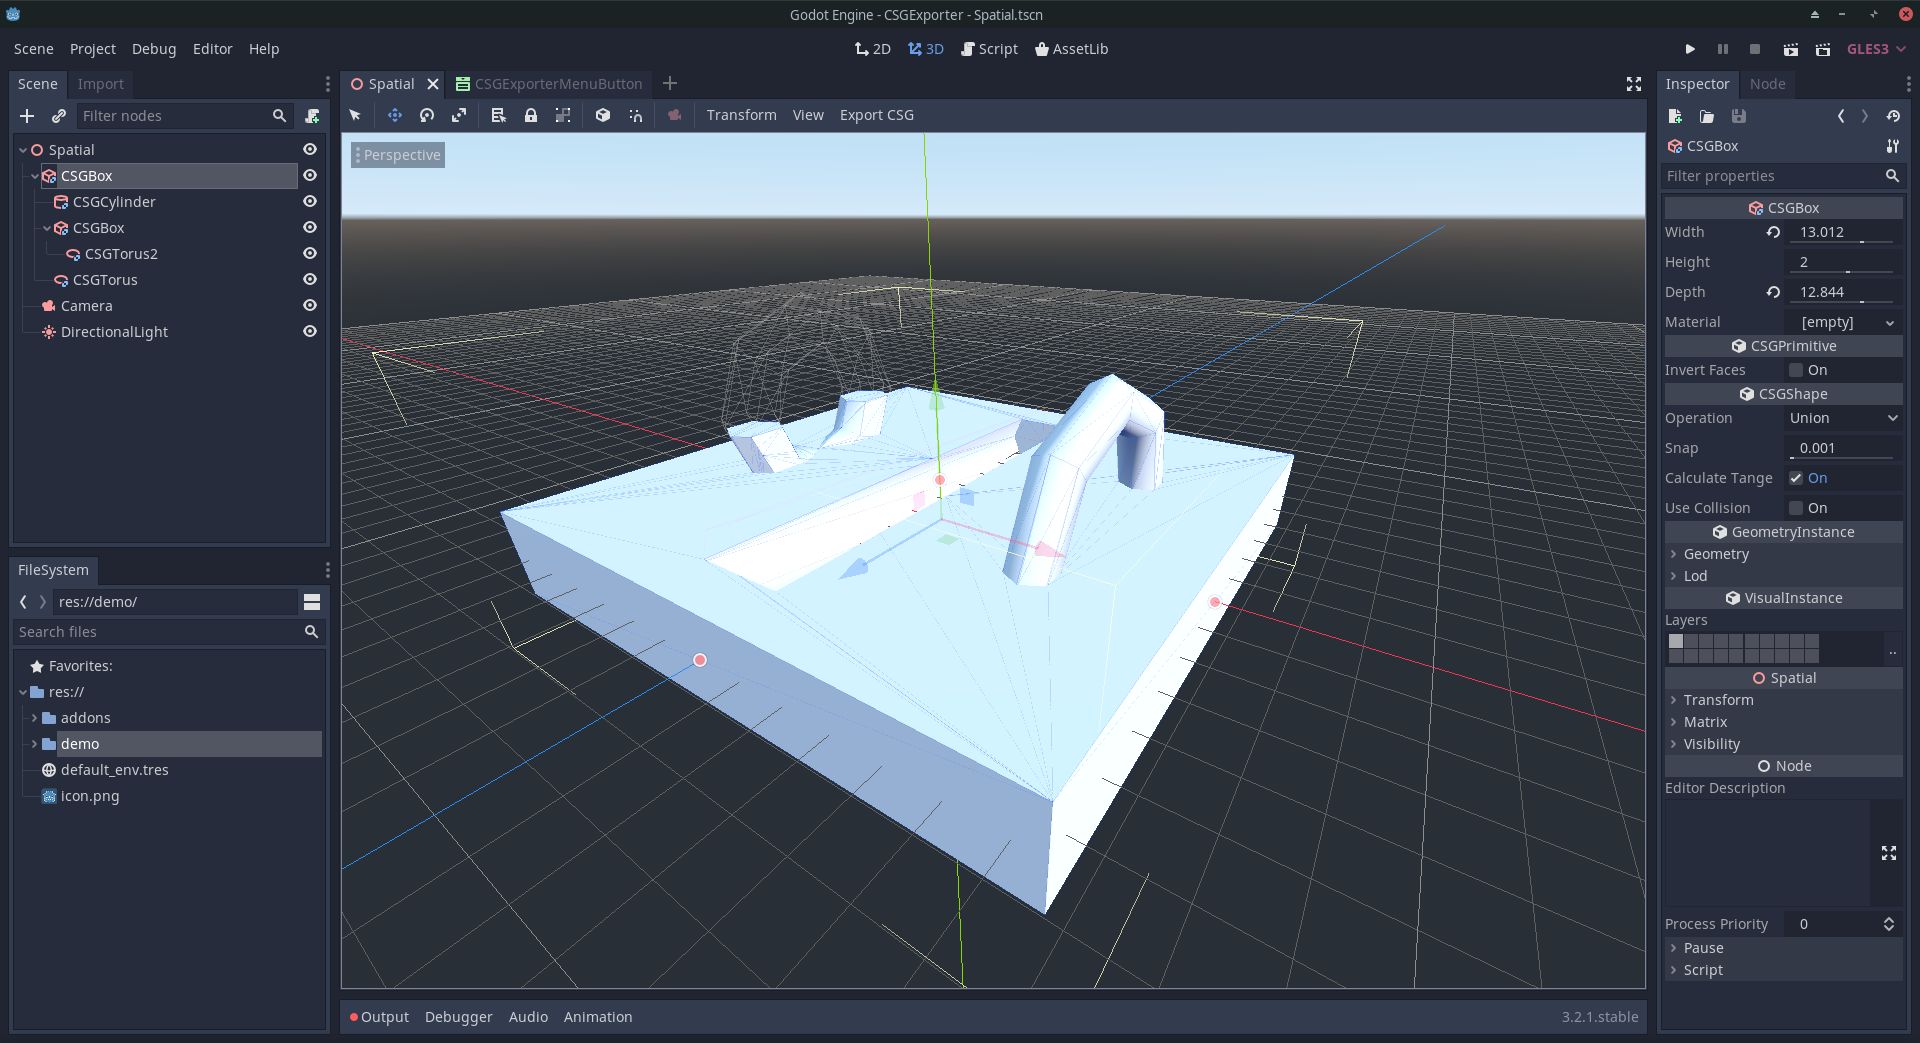 Godot Engine - CSGExporter - Spatial.tscn
Scene Project Debug Editor Help
2D 3D Script AssetLib
GLES3
Scene Import
Filter nodes
Spatial
CSGBox
CSGCylinder
CSGBox
CSGTorus2
CSGTorus
Camera
DirectionalLight
FileSystem
res://demo/
Search files
Favorites:
res://
addons
demo
default_env.tres
icon.png
Spatial CSGExporterMenuButton
Transform View Export CSG
Perspective
Output Debugger Audio Animation
3.2.1.stable
Inspector Node
CSGBox
Filter properties
CSGBox
Width 13.012
Height 2
Depth 12.844
Material [empty]
CSGPrimitive
Invert Faces On
CSGShape
Operation Union
Snap 0.001
Calculate Tange On
Use Collision On
GeometryInstance
Geometry
Lod
VisualInstance
Layers
..
Spatial
Transform
Matrix
Visibility
Node
Editor Description
Process Priority 0
Pause
Script